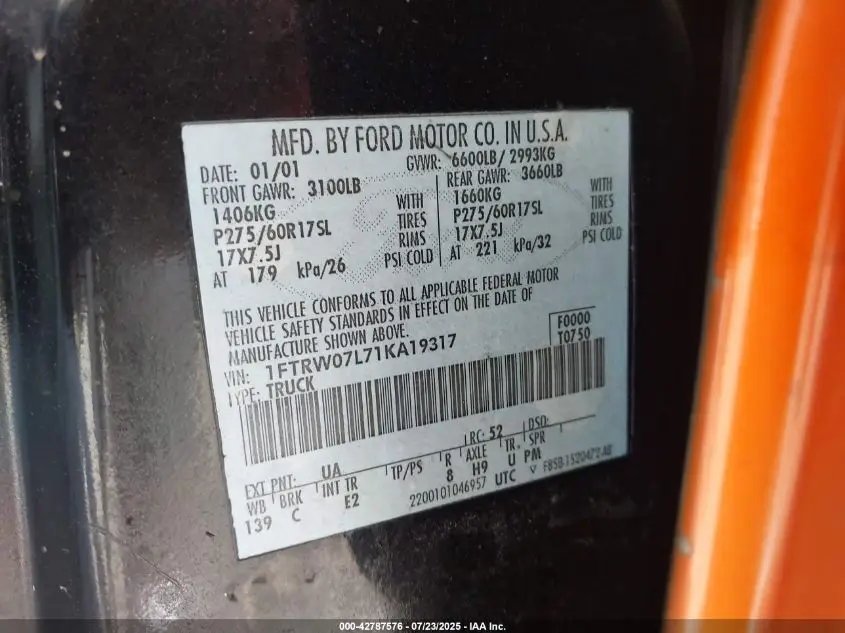 MFD. BY FORD MOTOR CO. IN U.S.A.
DATE: 01/01 GVWR: 6600LB/ 2993KG
FRONT GAWR: 3100LB REAR GAWR: 3660LB
1406KG WITH 1660KG WITH
P275/60R17SL TIRES P275/60R17SL TIRES
17X7.5J RIMS 17X7.5J RIMS
AT 179 kPa/26 PSI COLD AT 221 kPa/32 PSI COLD
THIS VEHICLE CONFORMS TO ALL APPLICABLE FEDERAL MOTOR
VEHICLE SAFETY STANDARDS IN EFFECT ON THE DATE OF
MANUFACTURE SHOWN ABOVE.
F0000
T0750
VIN: 1FTRW07L71KA19317
TYPE: TRUCK
EXT PNT: UA RC: 52 DSO:
WB BRK INT TR TP/PS R AXLE TR. SPR
139 C E2 8 H9 U PM
2200101046957 UTC
000-42787576 - 07/23/2025 - IAA Inc.